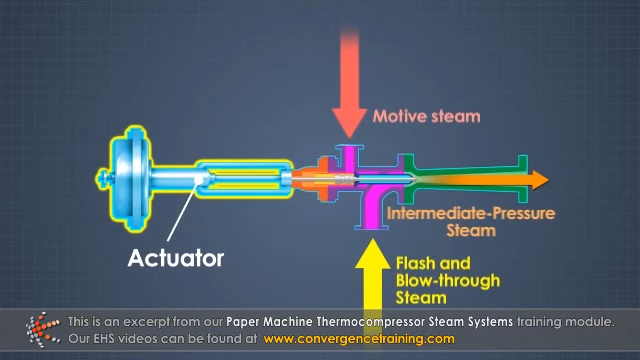 Motive steam
Intermediate-Pressure
Steam
Actuator
Flash and
Blow-through
Steam
This is an excerpt from our Paper Machine Thermocompressor Steam Systems training module.
Our EHS videos can be found at www.convergencetraining.com